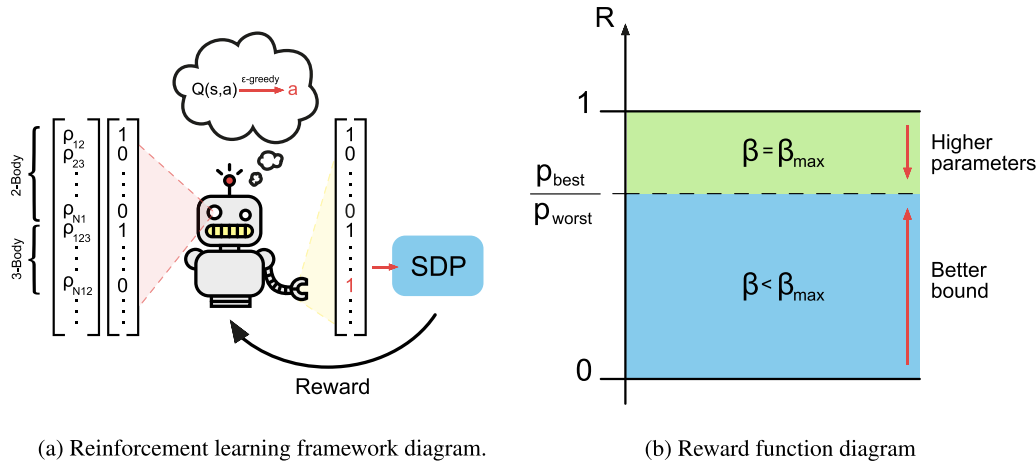 ε-greedy
Q(s,a) a
2-Body
3-Body
ρ12 1 1
ρ23 0 0
ρN1 0 0
ρ123 1 1
ρN12 0 1
SDP
Reward
(a) Reinforcement learning framework diagram.
R
1
β = βmax
Higher
parameters
pbest
pworst
β < βmax
Better
bound
0
(b) Reward function diagram